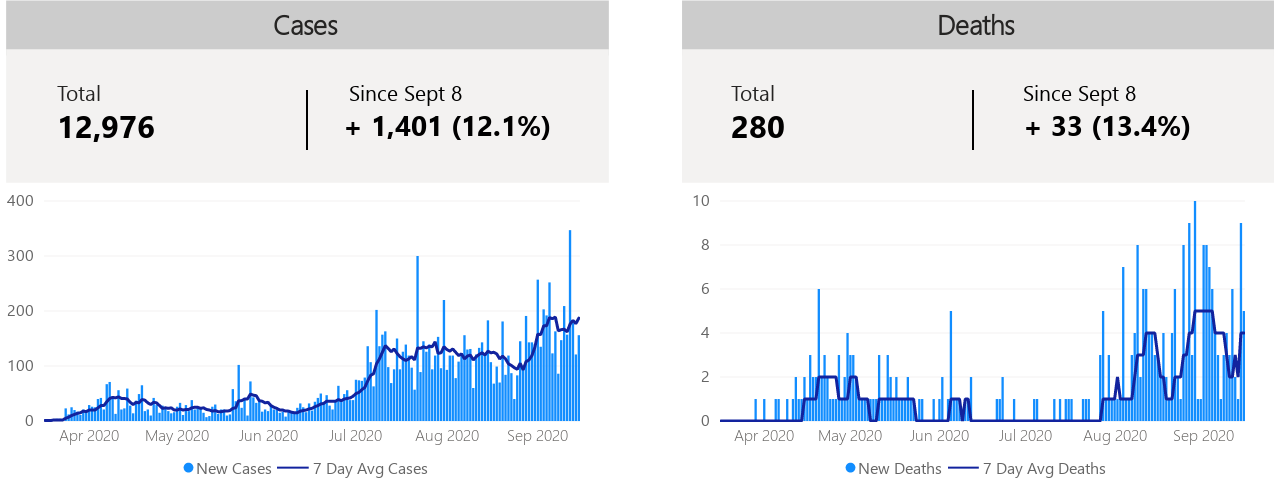 Cases
Total
12,976
Since Sept 8
+ 1,401 (12.1%)
400
300
200
100
0
Apr 2020 May 2020 Jun 2020 Jul 2020 Aug 2020 Sep 2020
New Cases 7 Day Avg Cases
Deaths
Total
280
Since Sept 8
+ 33 (13.4%)
10
8
6
4
2
0
Apr 2020 May 2020 Jun 2020 Jul 2020 Aug 2020 Sep 2020
New Deaths 7 Day Avg Deaths